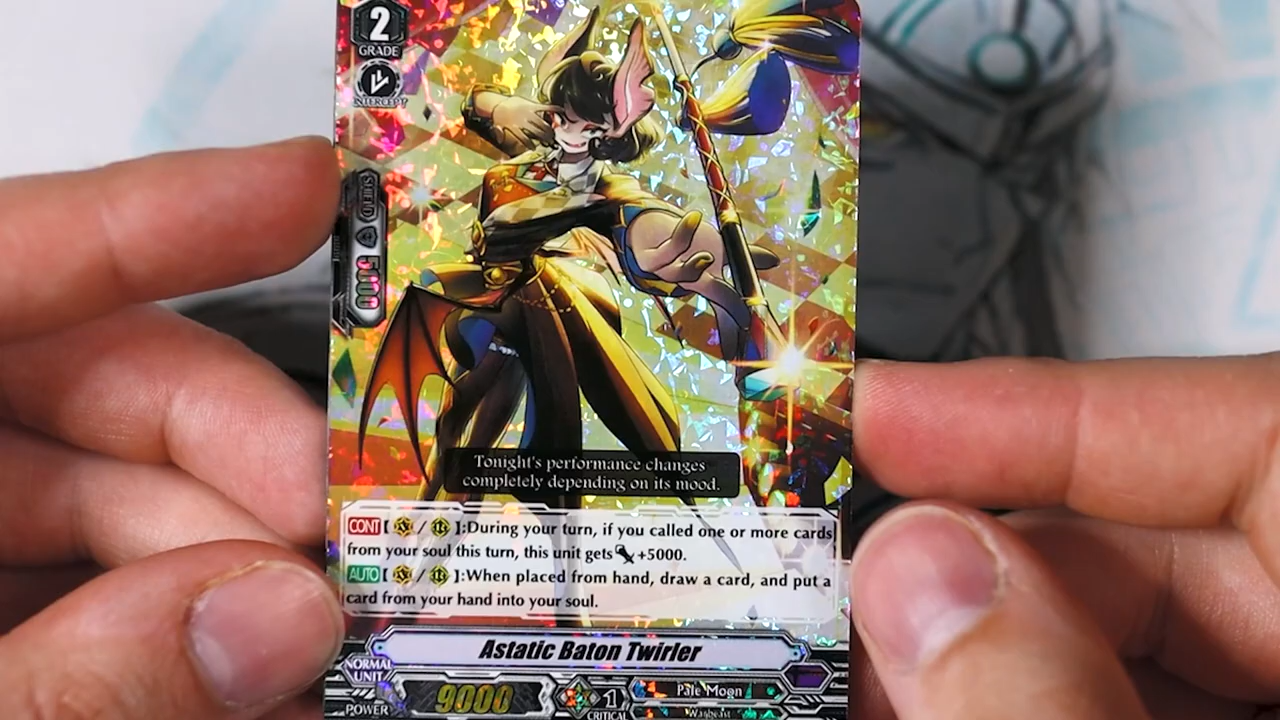 2
GRADE
INTERCEPT
SHIELD
5000
Tonight's performance changes
completely depending on its mood.
CONT [ V / R ]:During your turn, if you called one or more cards
from your soul this turn, this unit gets +5000.
AUTO [ V / R ]:When placed from hand, draw a card, and put a
card from your hand into your soul.
Astatic Baton Twirler
NORMAL
UNIT
POWER
9000
1
CRITICAL
Pale Moon
Warbeast